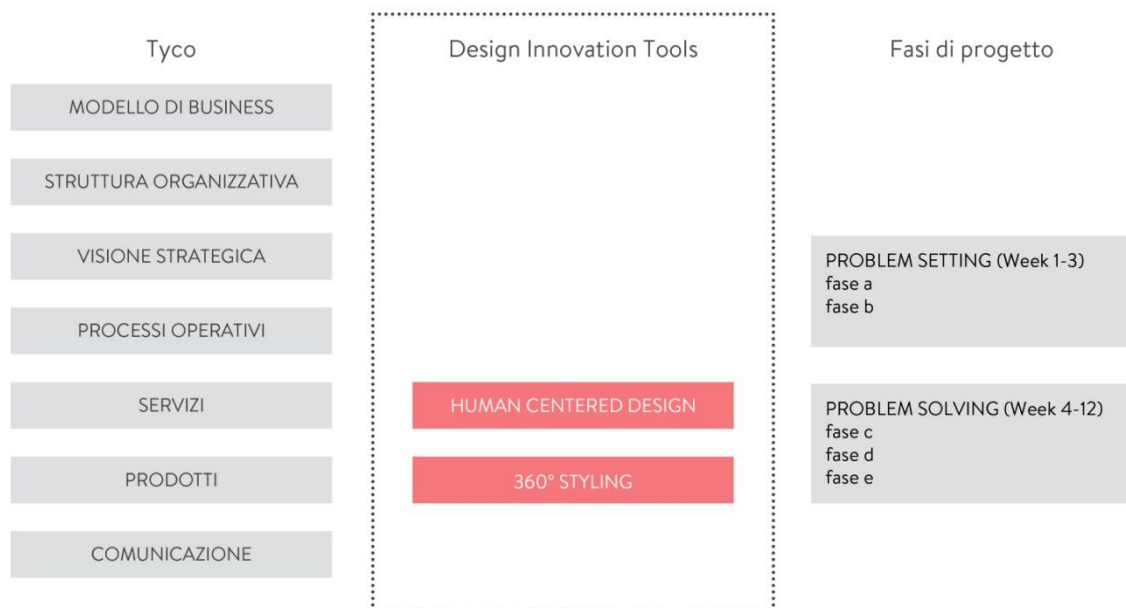 Tyco
MODELLO DI BUSINESS
STRUTTURA ORGANIZZATIVA
VISIONE STRATEGICA
PROCESSI OPERATIVI
SERVIZI
PRODOTTI
COMUNICAZIONE
Design Innovation Tools
HUMAN CENTERED DESIGN
360° STYLING
Fasi di progetto
PROBLEM SETTING (Week 1-3)
fase a
fase b
PROBLEM SOLVING (Week 4-12)
fase c
fase d
fase e